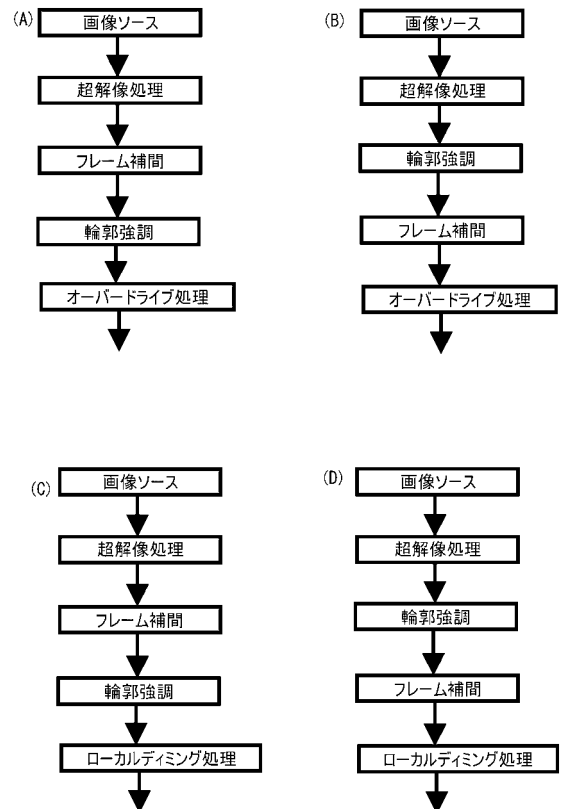 (A)
画像ソース
超解像処理
フレーム補間
輪郭強調
オーバードライブ処理
(B)
画像ソース
超解像処理
輪郭強調
フレーム補間
オーバードライブ処理
(C)
画像ソース
超解像処理
フレーム補間
輪郭強調
ローカルディミング処理
(D)
画像ソース
超解像処理
輪郭強調
フレーム補間
ローカルディミング処理